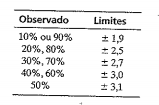 Observado Limites
10% ou 90% ± 1,9
20%, 80% ± 2,5
30%, 70% ± 2,7
40%, 60% ± 3,0
50% ± 3,1